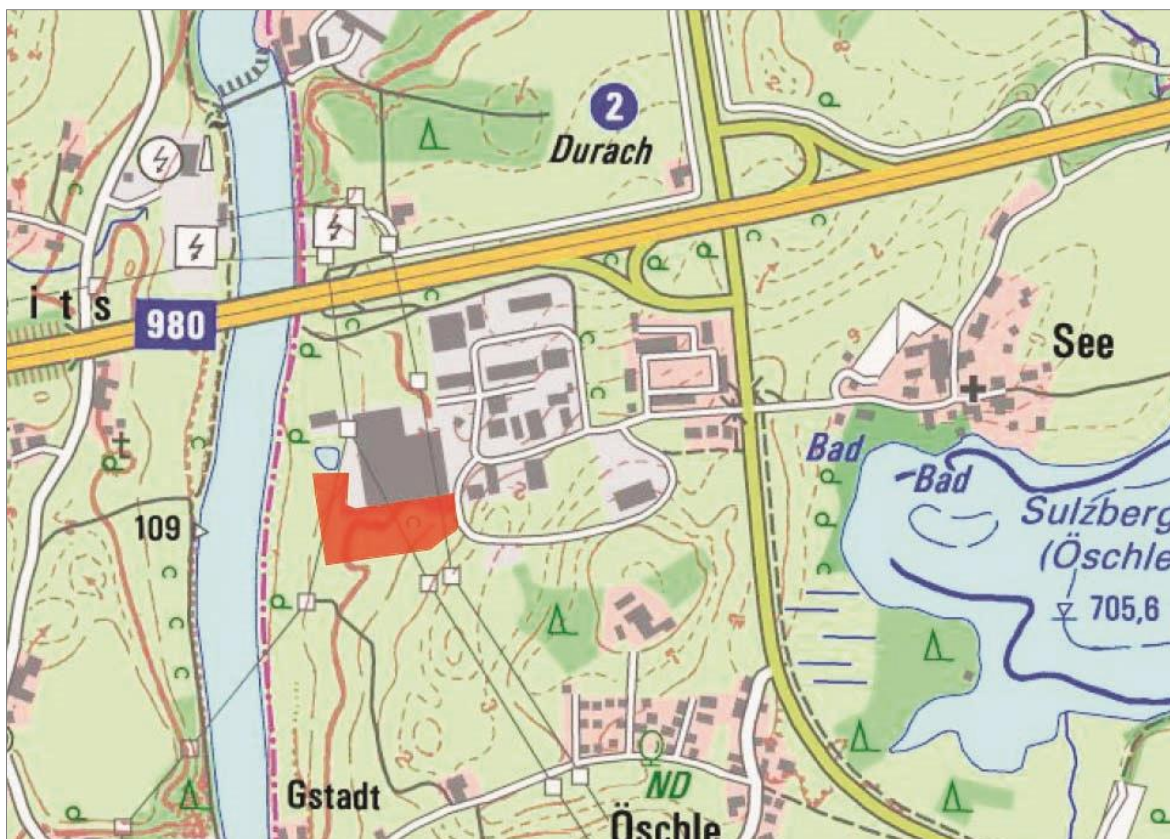 2
Durach
i t s
980
See
Bad
Bad
Sulzberg
(Öschle
109
705,6
Gstadt
ND
Öschle